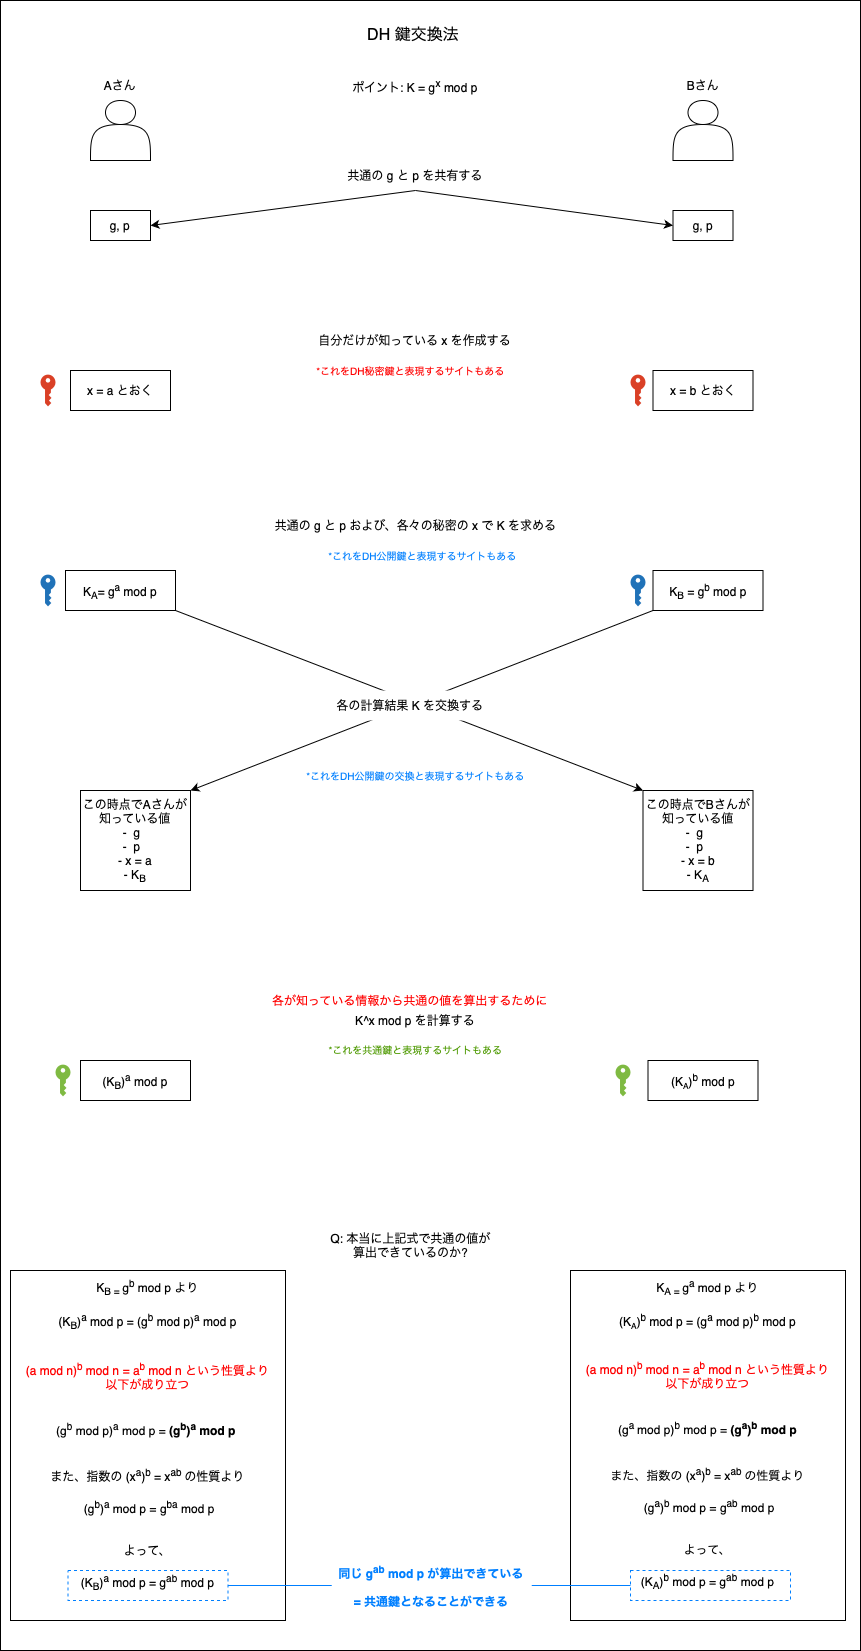 DH 鍵交換法
Aさん
ポイント: K = g^x mod p
Bさん
共通の g と p を共有する
g, p
g, p
自分だけが知っている x を作成する
*これをDH秘密鍵と表現するサイトもある
x = a とおく
x = b とおく
共通の g と p および、各々の秘密の x で K を求める
*これをDH公開鍵と表現するサイトもある
K_A= g^a mod p
K_B = g^b mod p
各の計算結果 K を交換する
*これをDH公開鍵の交換と表現するサイトもある
この時点でAさんが
知っている値
- g
- p
- x = a
- K_B
この時点でBさんが
知っている値
- g
- p
- x = b
- K_A
各が知っている情報から共通の値を算出するために
K^x mod p を計算する
*これを共通鍵と表現するサイトもある
(K_B)^a mod p
(K_A)^b mod p
Q: 本当に上記式で共通の値が
算出できているのか?
K_B = g^b mod p より
(K_B)^a mod p = (g^b mod p)^a mod p
(a mod n)^b mod n = a^b mod n という性質より
以下が成り立つ
(g^b mod p)^a mod p = (g^b)^a mod p
また、指数の (x^a)^b = x^ab の性質より
(g^b)^a mod p = g^ba mod p
よって、
(K_B)^a mod p = g^ab mod p
K_A = g^a mod p より
(K_A)^b mod p = (g^a mod p)^b mod p
(a mod n)^b mod n = a^b mod n という性質より
以下が成り立つ
(g^a mod p)^b mod p = (g^a)^b mod p
また、指数の (x^a)^b = x^ab の性質より
(g^a)^b mod p = g^ab mod p
よって、
(K_A)^b mod p = g^ab mod p
同じ g^ab mod p が算出できている
= 共通鍵となることができる